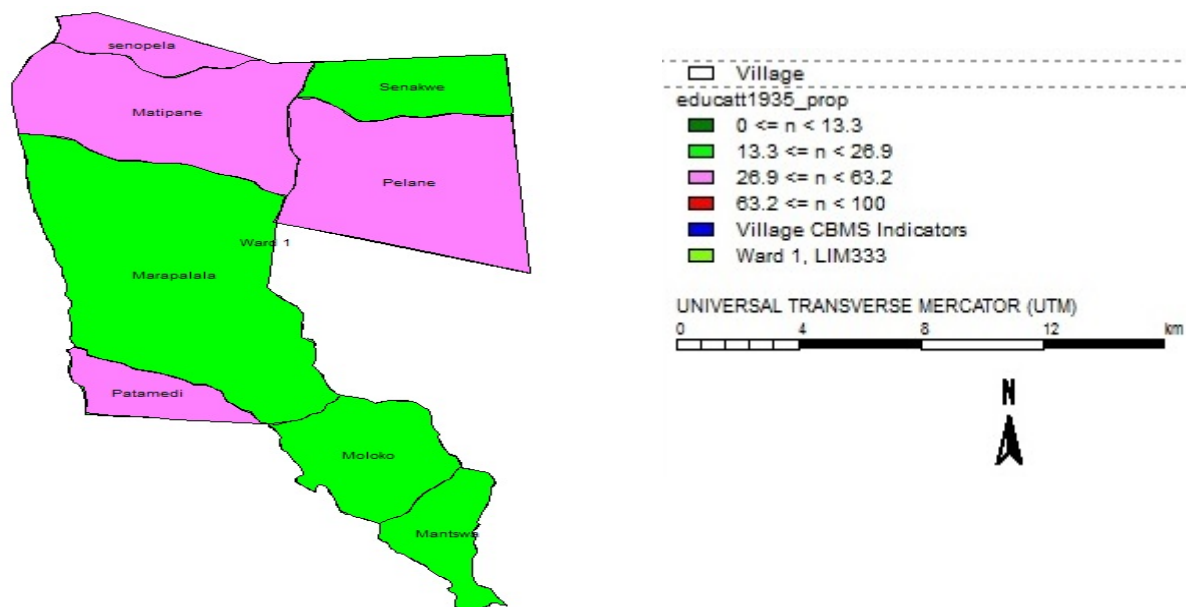 senopela
Senakwe
Matipane
Pelane
Ward 1
Marapalala
Patamedi
Moloko
Mantswa
Village
educatt1935_prop
0 <= n < 13.3
13.3 <= n < 26.9
26.9 <= n < 63.2
63.2 <= n < 100
Village CBMS Indicators
Ward 1, LIM333
UNIVERSAL TRANSVERSE MERCATOR (UTM)
0 4 8 12 km
N